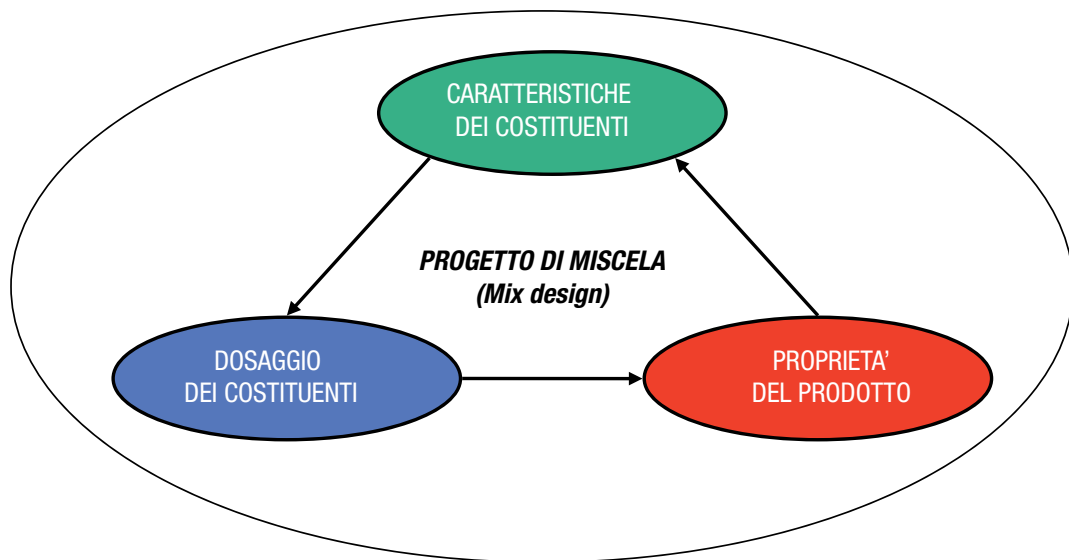 CARATTERISTICHE
DEI COSTITUENTI
PROGETTO DI MISCELA
(Mix design)
DOSAGGIO
DEI COSTITUENTI
PROPRIETA’
DEL PRODOTTO